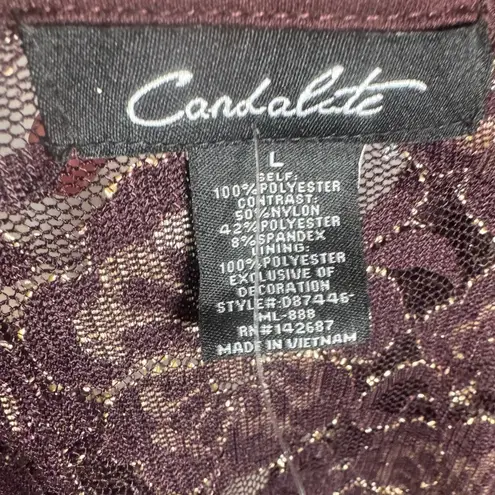 Candalite
L
SELF:
100%POLYESTER
CONTRAST:
50%NYLON
42%POLYESTER
8%SPANDEX
LINING:
100%POLYESTER
EXCLUSIVE OF
DECORATION
STYLE#:D87446-
ML-888
RN#142687
MADE IN VIETNAM